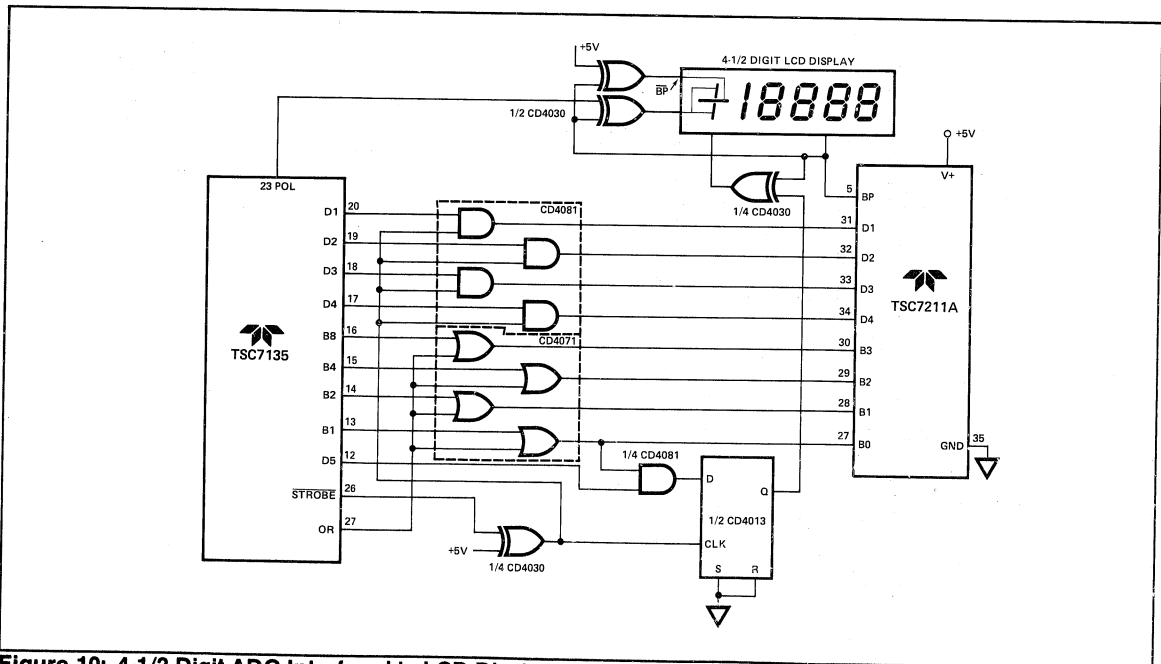 +5V
4-1/2 DIGIT LCD DISPLAY
BP
18888
1/2 CD4030
+5V
V+
23 POL
1/4 CD4030
5 BP
D1 20
CD4081
31 D1
D2 19
32 D2
D3 18
33 D3
TSC7211A
D4 17
34 D4
TSC7135
B8 16
CD4071
30 B3
B4 15
29 B2
B2 14
28 B1
B1 13
27 B0
GND 35
D5 12
1/4 CD4081
D
Q
STROBE 26
1/2 CD4013
OR 27
+5V
CLK
1/4 CD4030
S R
Figure 10: 4-1/2 Digit ADC Interfaced to LCD